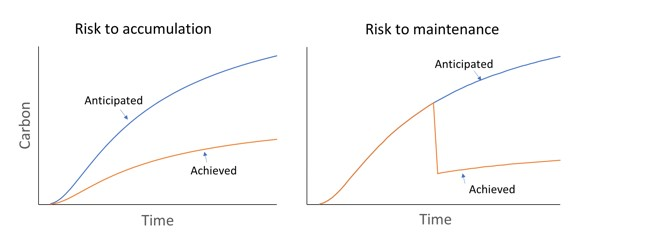 Risk to accumulation
Anticipated
Achieved
Carbon
Time
Risk to maintenance
Anticipated
Achieved
Time